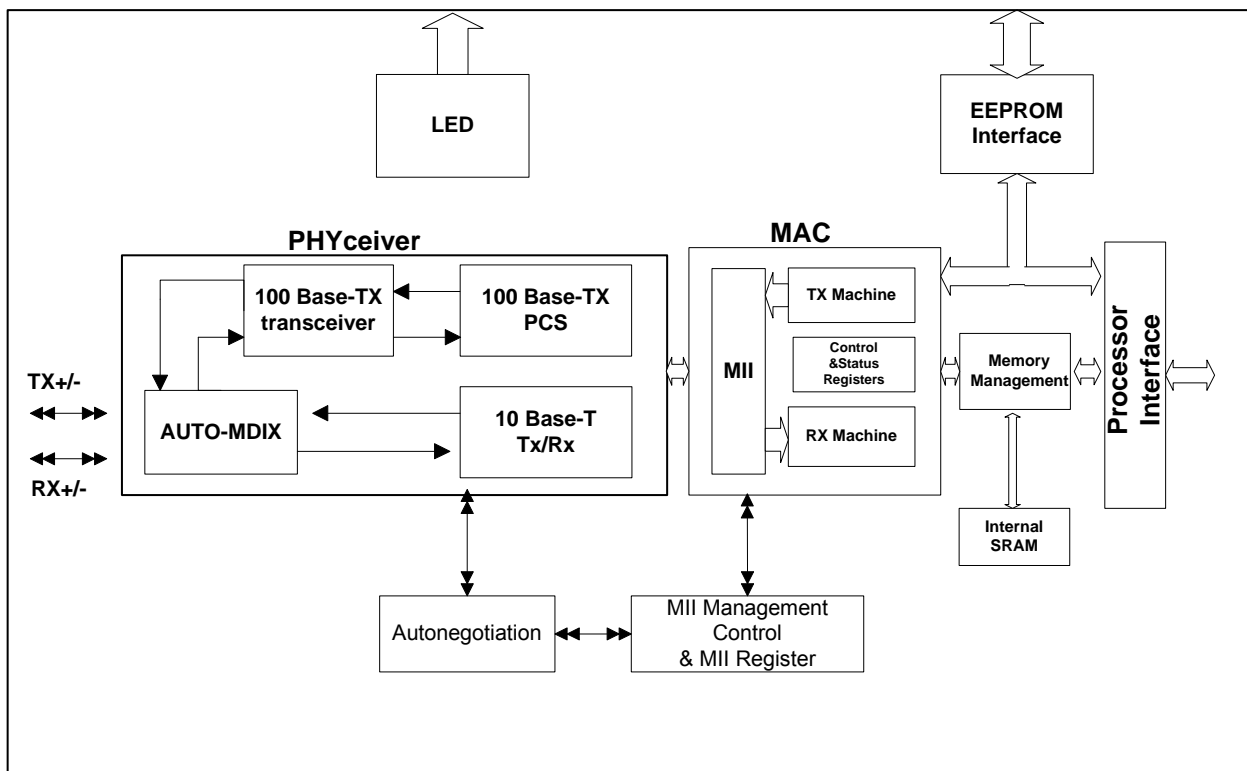 LED
EEPROM
Interface
PHYceiver
MAC
100 Base-TX
transceiver
100 Base-TX
PCS
TX+/-
RX+/-
AUTO-MDIX
10 Base-T
Tx/Rx
MII
TX Machine
Control
&Status
Registers
RX Machine
Memory
Management
Processor
Interface
Internal
SRAM
Autonegotiation
MII Management
Control
& MII Register